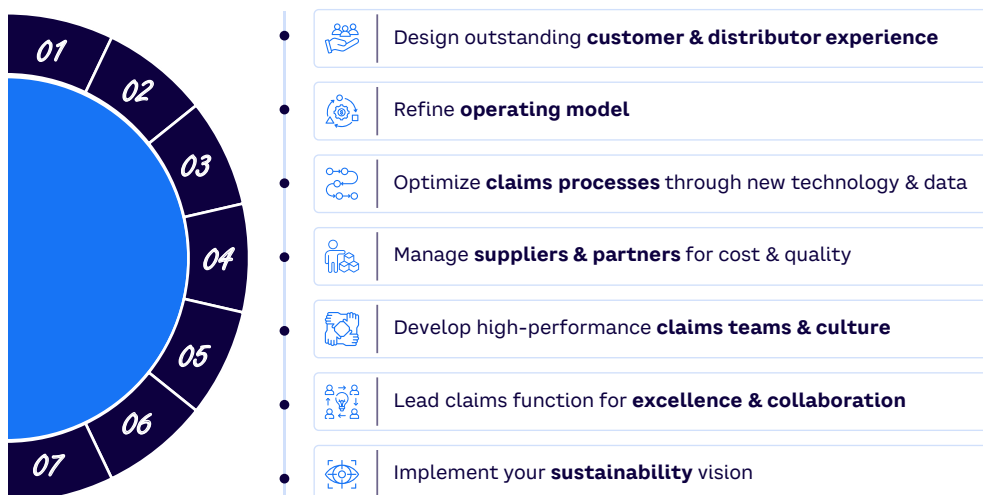 01
Design outstanding customer & distributor experience
02
Refine operating model
03
Optimize claims processes through new technology & data
04
Manage suppliers & partners for cost & quality
05
Develop high-performance claims teams & culture
06
Lead claims function for excellence & collaboration
07
Implement your sustainability vision